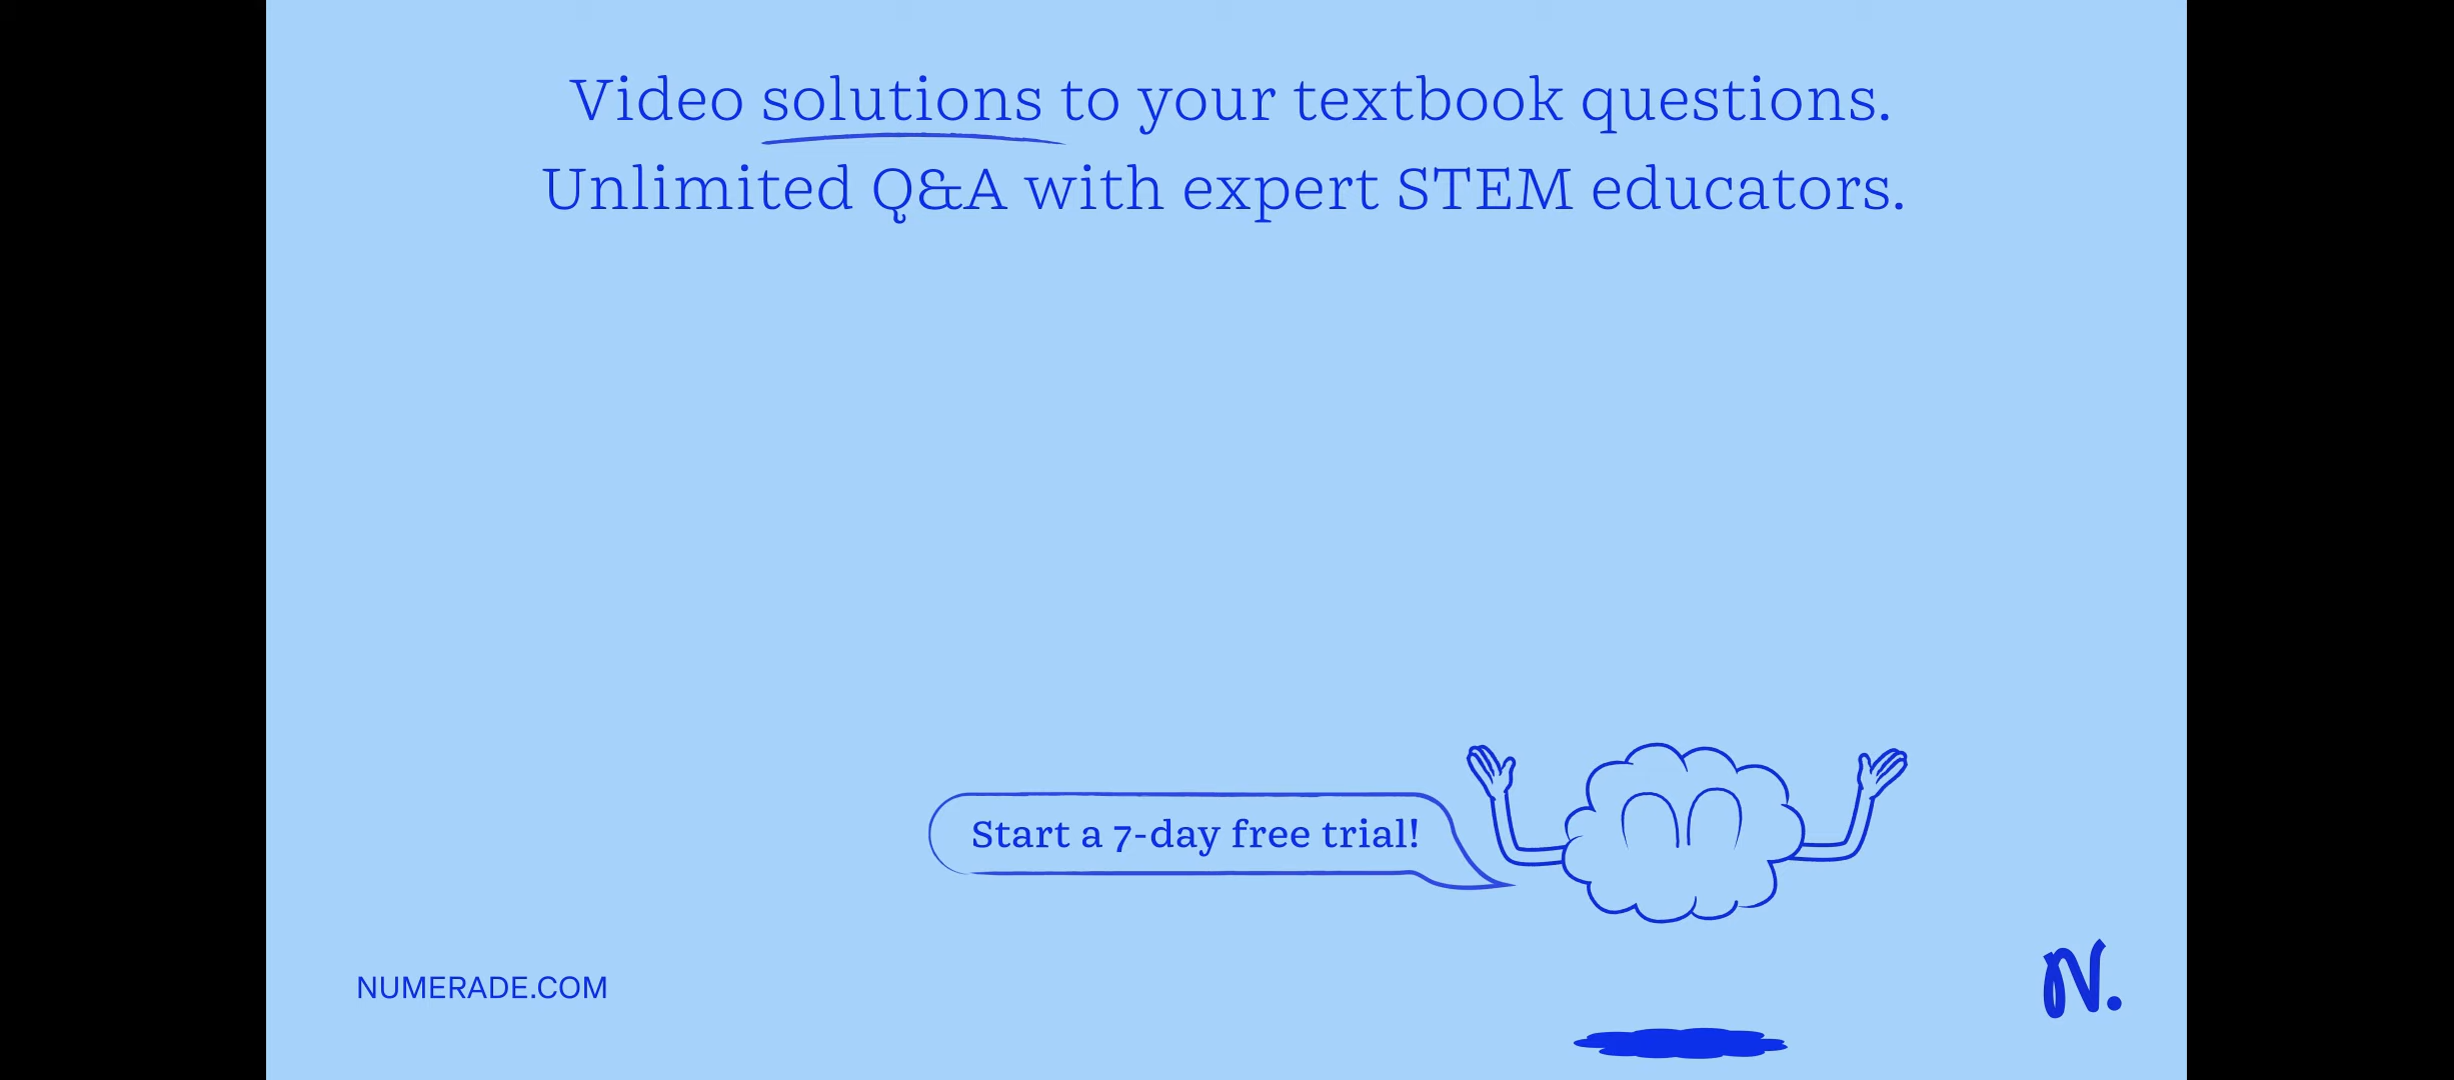 Video solutions to your textbook questions.
Unlimited Q&A with expert STEM educators.
Start a 7-day free trial!
NUMERADE.COM
N.